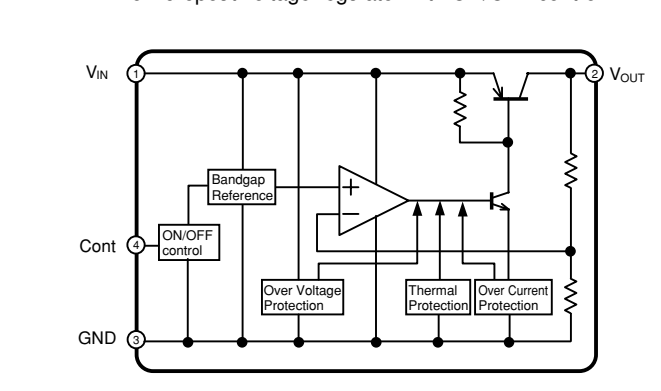 VIN
1
2
VOUT
Bandgap
Reference
+
−
Cont
4
ON/OFF
control
Over Voltage
Protection
Thermal
Protection
Over Current
Protection
GND
3